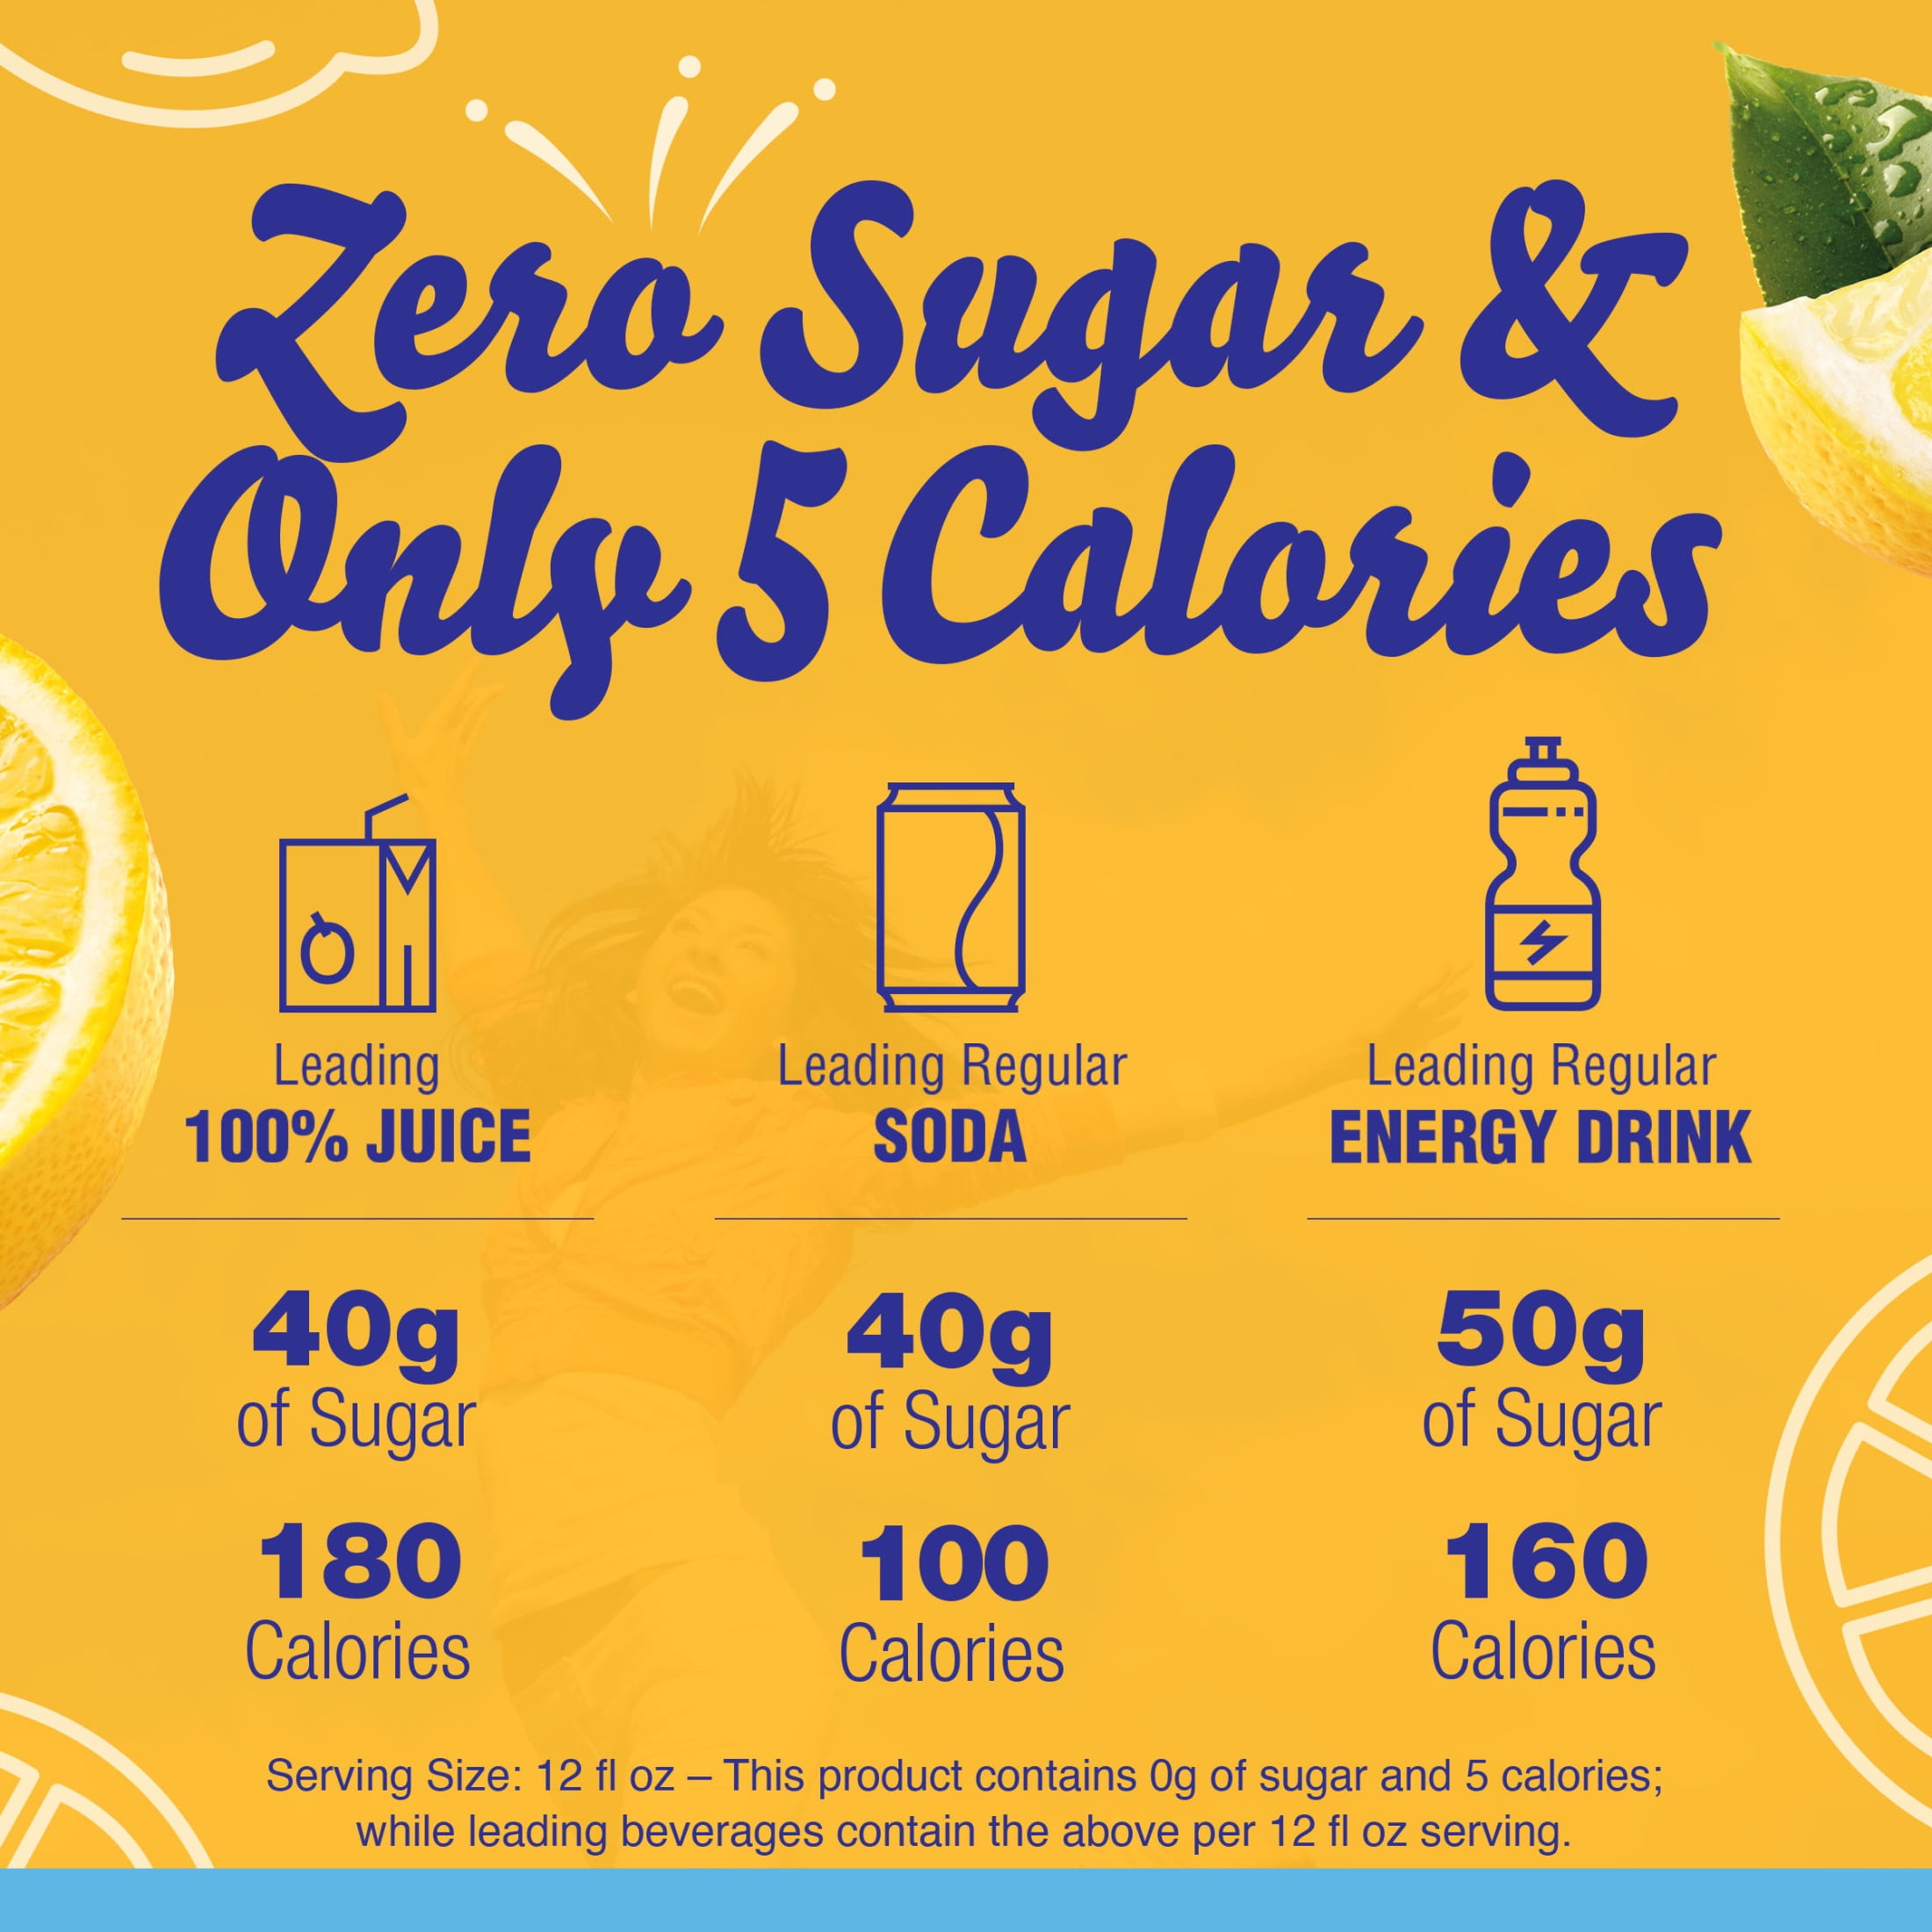 Zero Sugar &
Only 5 Calories
Leading
100% JUICE
Leading Regular
SODA
Leading Regular
ENERGY DRINK
40g
of Sugar
40g
of Sugar
50g
of Sugar
180
Calories
100
Calories
160
Calories
Serving Size: 12 fl oz – This product contains 0g of sugar and 5 calories;
while leading beverages contain the above per 12 fl oz serving.